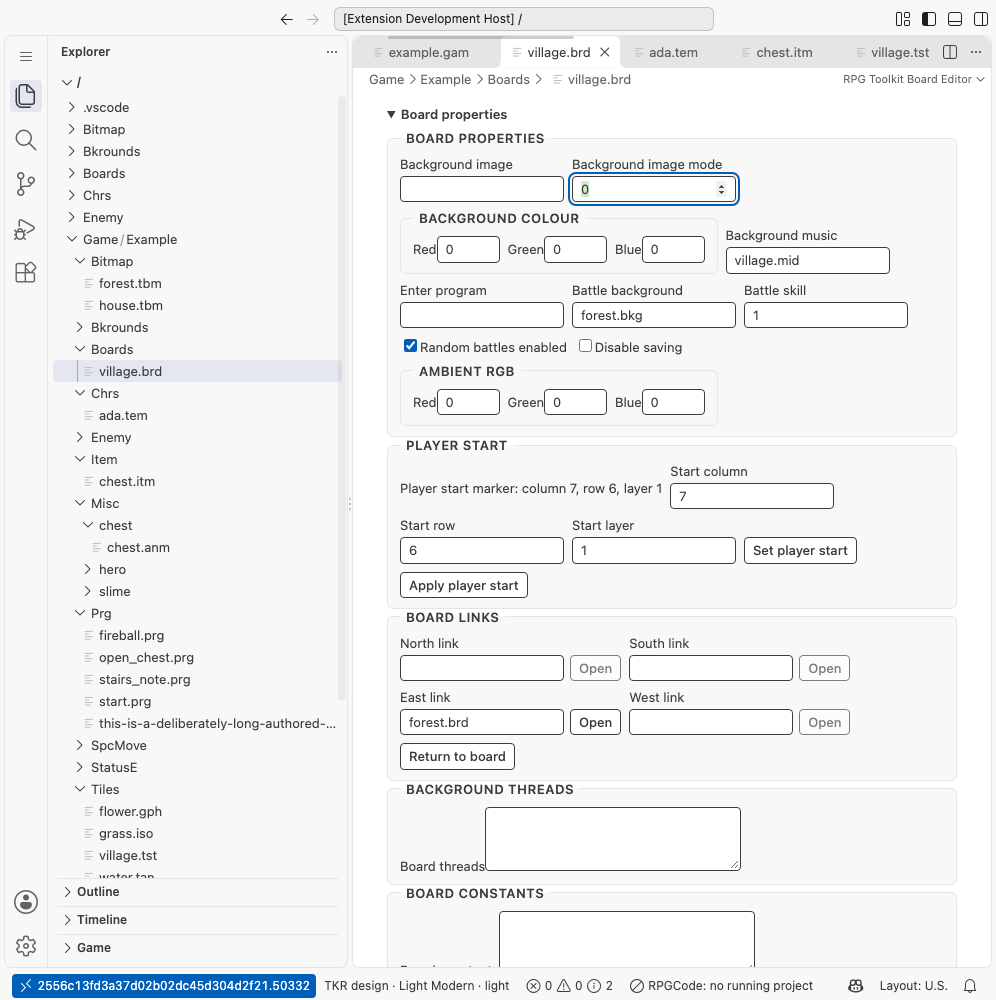 [Extension Development Host] /
Explorer
/
.vscode
Bitmap
Bkrounds
Boards
Chrs
Enemy
Game / Example
Bitmap
forest.tbm
house.tbm
Bkrounds
Boards
village.brd
Chrs
ada.tem
Enemy
Item
chest.itm
Misc
chest
chest.anm
hero
slime
Prg
fireball.prg
open_chest.prg
stairs_note.prg
start.prg
this-is-a-deliberately-long-authored-...
SpcMove
StatusE
Tiles
flower.gph
grass.iso
village.tst
water.tan
Outline
Timeline
Game
example.gam
village.brd
ada.tem
chest.itm
village.tst
Game > Example > Boards > village.brd
RPG Toolkit Board Editor
Board properties
BOARD PROPERTIES
Background image
Background image mode
0
BACKGROUND COLOUR
Red 0 Green 0 Blue 0
Background music
village.mid
Enter program
Battle background
forest.bkg
Battle skill
1
Random battles enabled
Disable saving
AMBIENT RGB
Red 0 Green 0 Blue 0
PLAYER START
Player start marker: column 7, row 6, layer 1
Start column
7
Start row
6
Start layer
1
Set player start
Apply player start
BOARD LINKS
North link
Open
South link
Open
East link
forest.brd
Open
West link
Open
Return to board
BACKGROUND THREADS
Board threads
BOARD CONSTANTS
2556c13fd3a37d02b02dc45d304d2f21.50332
TKR design · Light Modern · light
0 0 2
RPGCode: no running project
Layout: U.S.